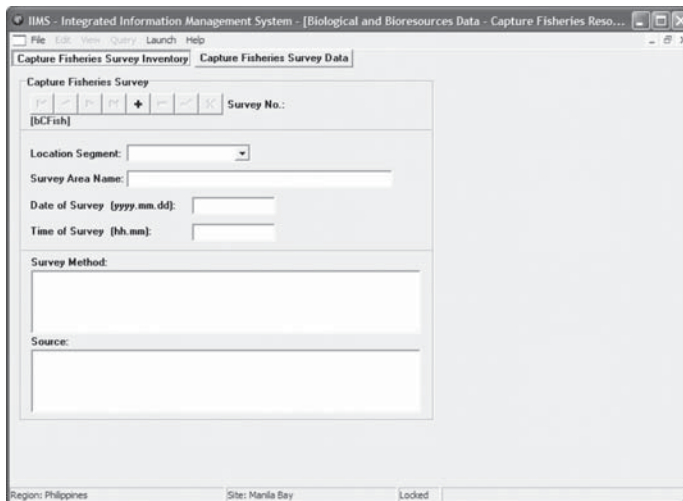 IIMS - Integrated Information Management System - [Biological and Bioresources Data - Capture Fisheries Reso...
File Edit View Query Launch Help
Capture Fisheries Survey Inventory Capture Fisheries Survey Data
Capture Fisheries Survey
Survey No.:
[bCFish]
Location Segment:
Survey Area Name:
Date of Survey (yyyy.mm.dd):
Time of Survey (hh.mm):
Survey Method:
Source:
Region: Philippines Site: Manila Bay Locked